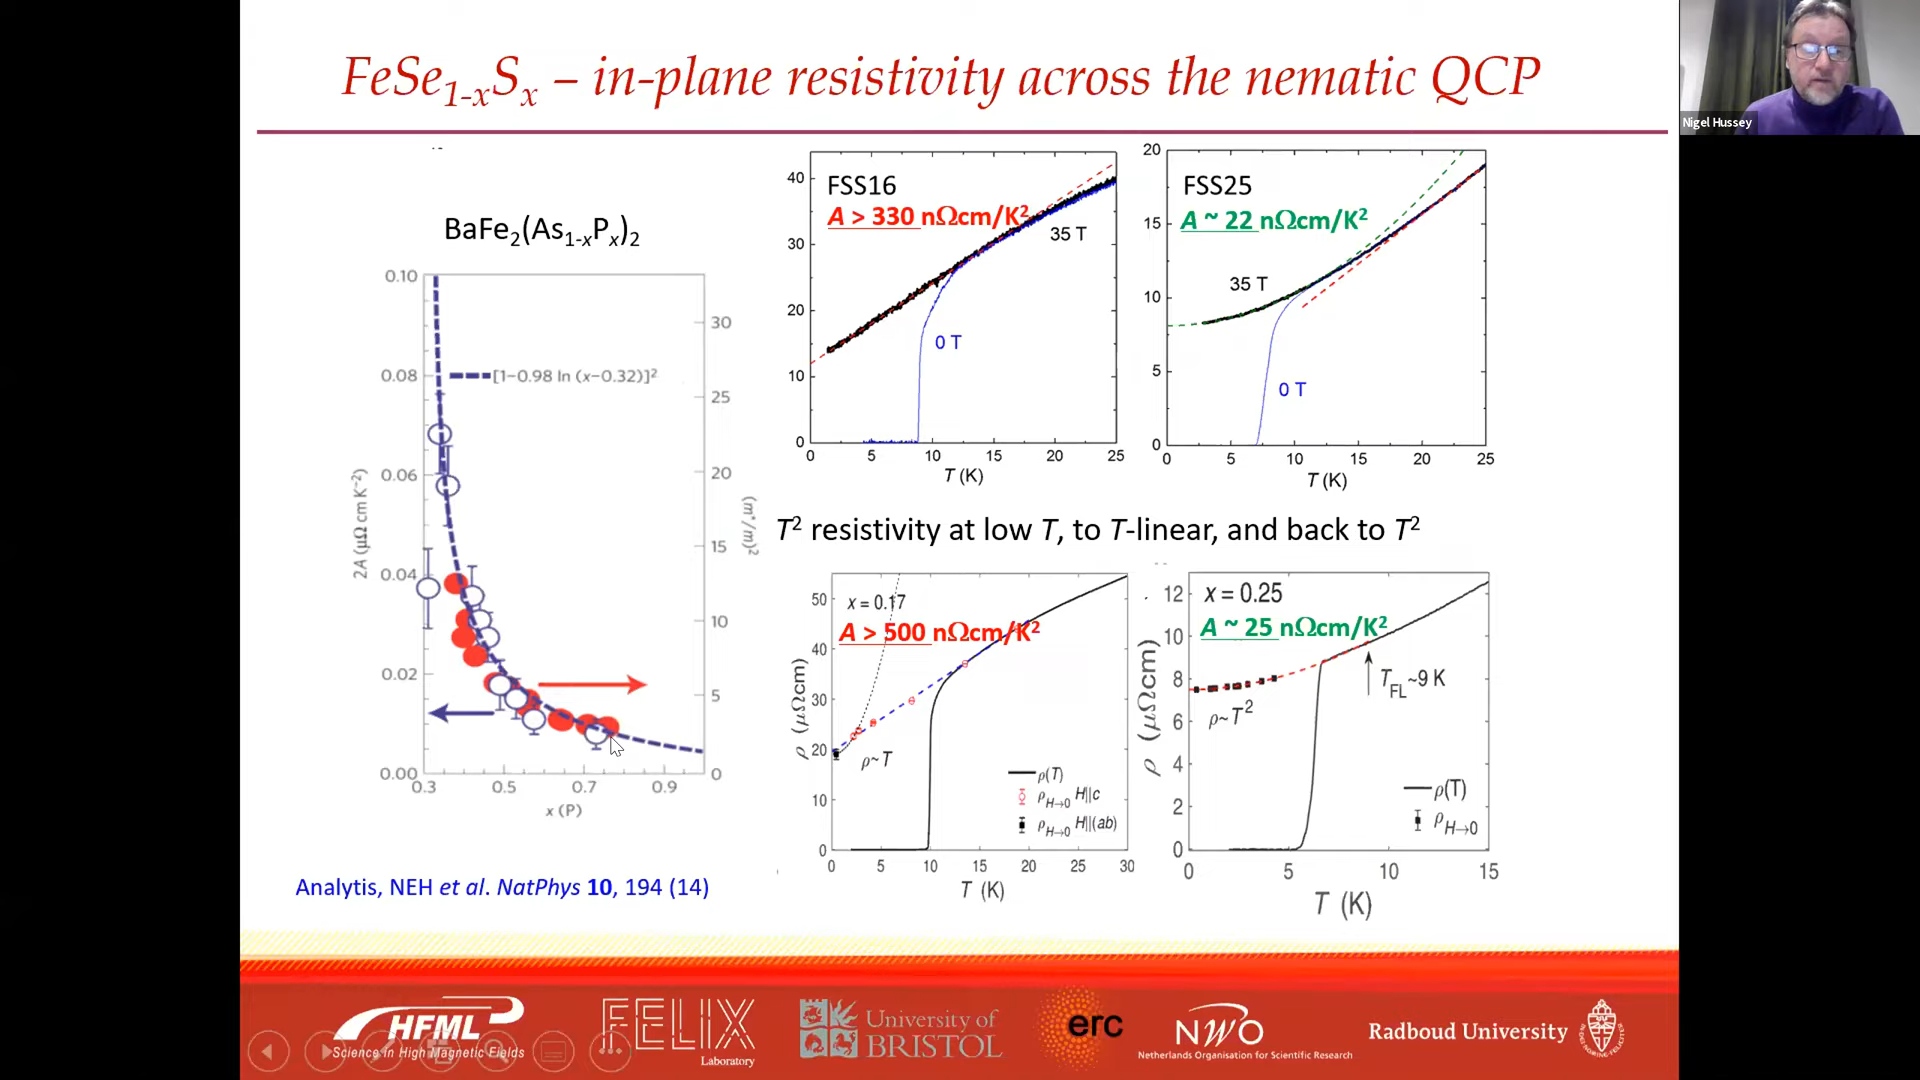 FeSe1-xSx – in-plane resistivity across the nematic QCP
Nigel Hussey
BaFe2(As1-xPx)2
0.10
0.08
0.06
0.04
0.02
0.00
[1−0.98 ln (x−0.32)]²
30
25
20
15
10
5
0
2A (μΩ cm K⁻²)
(m*/m)²
0.3
0.5
0.7
0.9
x (P)
Analytis, NEH et al. NatPhys 10, 194 (14)
FSS16
A > 330 nΩcm/K²
35 T
0 T
40
30
20
10
0
0 5 10 15 20 25
T (K)
FSS25
A ~ 22 nΩcm/K²
35 T
0 T
20
15
10
5
0
0 5 10 15 20 25
T (K)
T² resistivity at low T, to T-linear, and back to T²
x = 0.17
A > 500 nΩcm/K²
50
40
30
20
10
0
ρ (μΩcm)
ρ~T
ρ(T)
ρH→0 H||c
ρH→0 H||(ab)
0 5 10 15 20 25 30
T (K)
x = 0.25
A ~ 25 nΩcm/K²
12
10
8
6
4
2
0
ρ (μΩcm)
TFL~9 K
ρ~T²
ρ(T)
ρH→0
0 5 10 15
T (K)
HFML
Science in High Magnetic Fields
FELIX
Laboratory
University of
BRISTOL
erc
NWO
Netherlands Organisation for Scientific Research
Radboud University